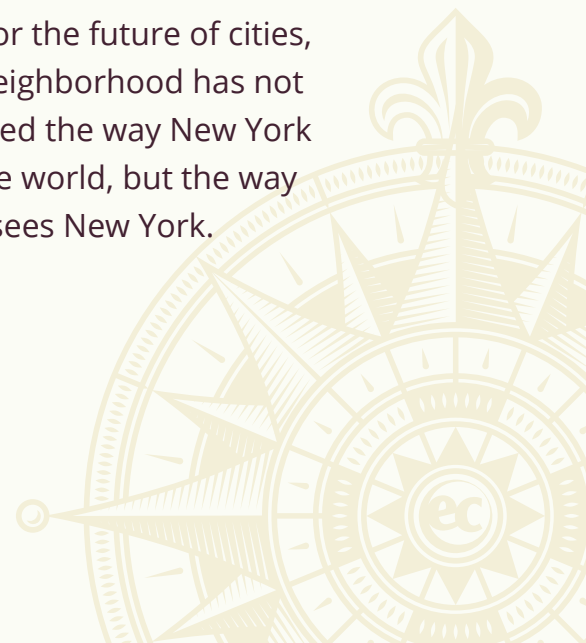 or the future of cities,
eighborhood has not
ed the way New York
e world, but the way
sees New York.
ec